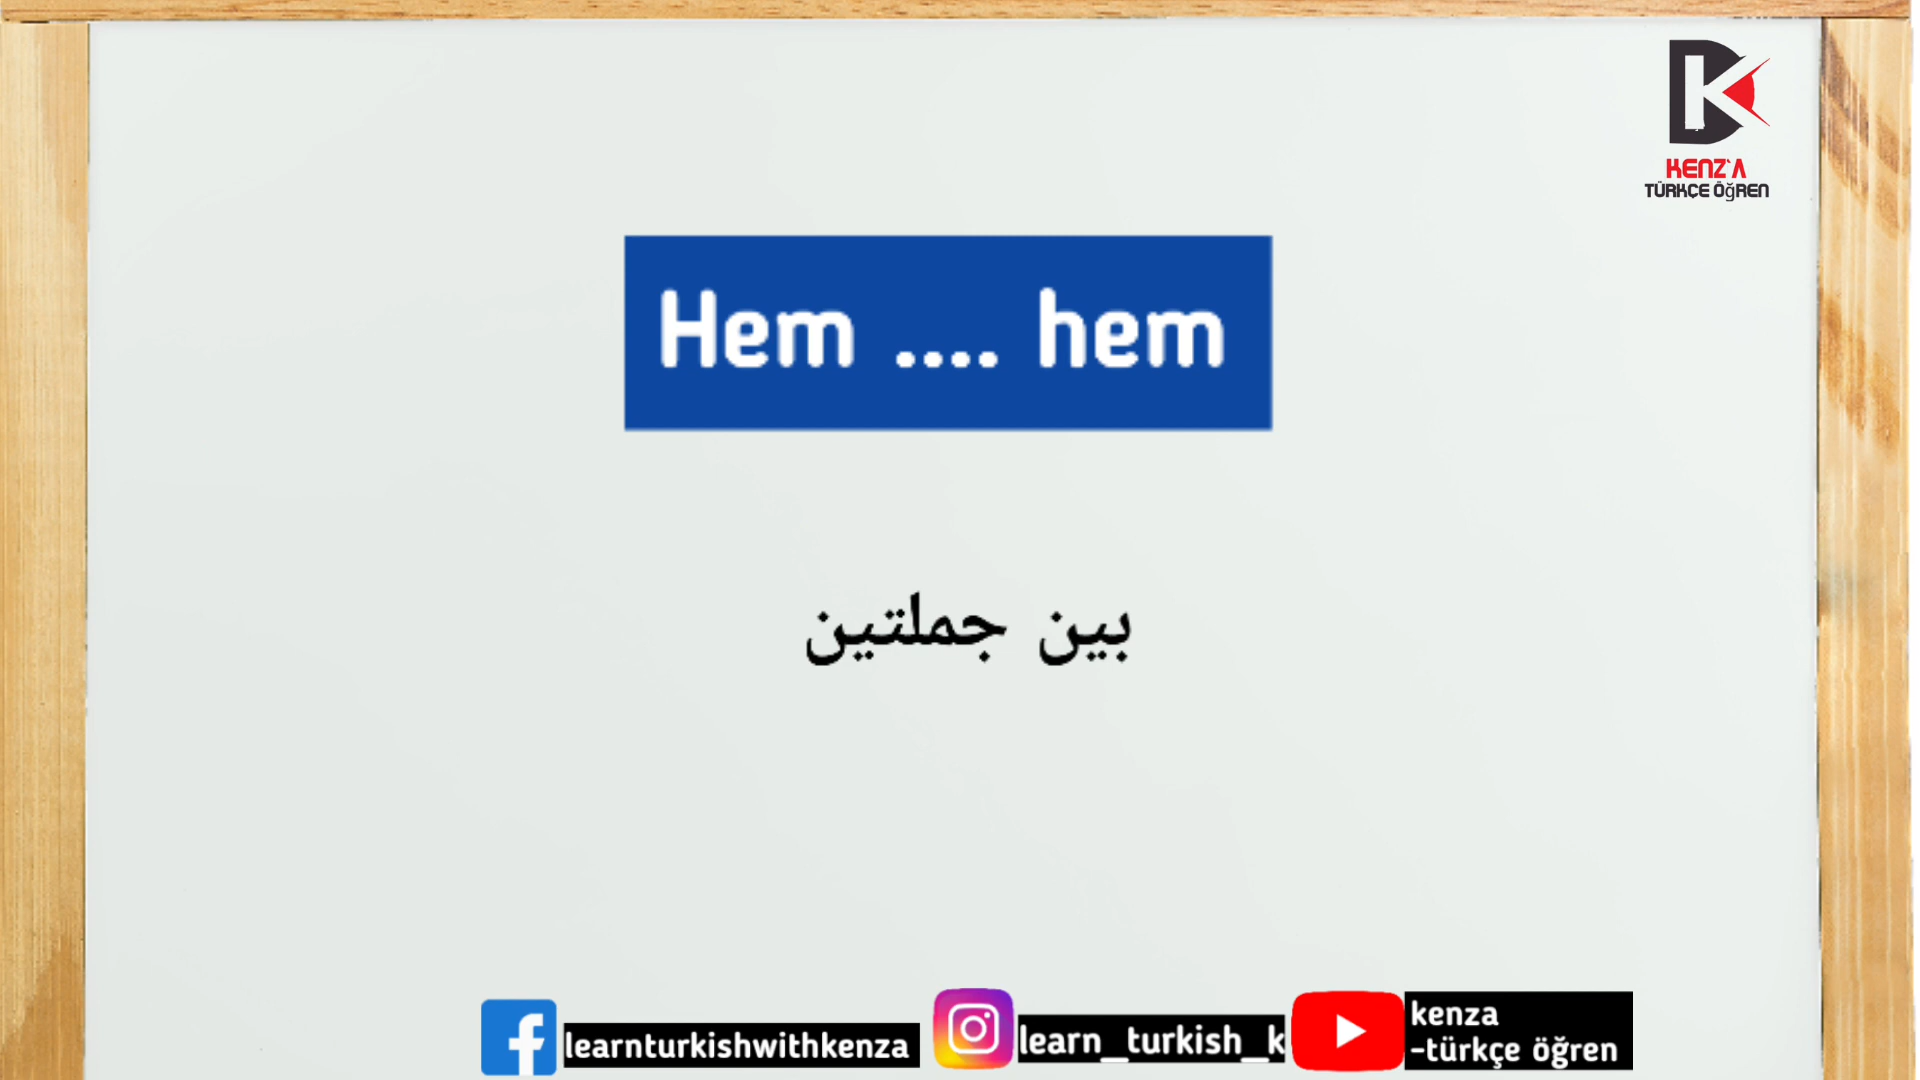 KENZ'A
TÜRKÇE ÖğREN
Hem .... hem
بين جملتين
learnturkishwithkenza
learn_turkish_k
kenza
-türkçe öğren